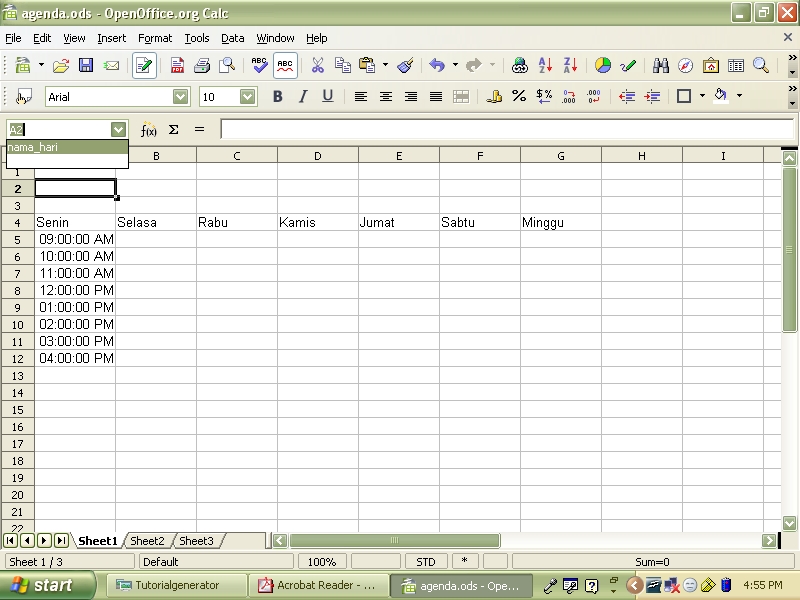 agenda.ods - OpenOffice.org Calc
File Edit View Insert Format Tools Data Window Help
ABC ABC
Arial 10 B I U
A2 f(x) Σ =
nama_hari
B C D E F G H I
1
2
3
4 Senin Selasa Rabu Kamis Jumat Sabtu Minggu
5 09:00:00 AM
6 10:00:00 AM
7 11:00:00 AM
8 12:00:00 PM
9 01:00:00 PM
10 02:00:00 PM
11 03:00:00 PM
12 04:00:00 PM
13
14
15
16
17
18
19
20
21
22
Sheet1 Sheet2 Sheet3
Sheet 1 / 3 Default 100% STD * Sum=0
start Tutorialgenerator Acrobat Reader - ... agenda.ods - Ope... 4:55 PM